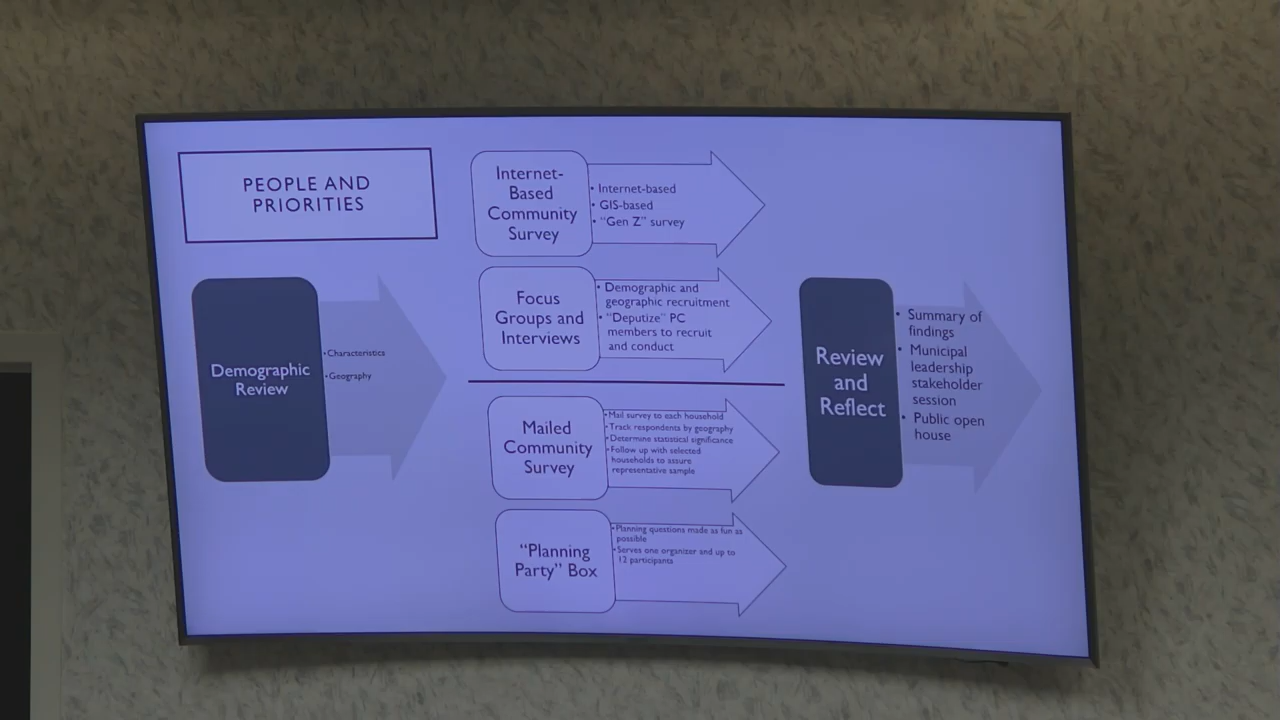 PEOPLE AND
PRIORITIES
Demographic
Review
• Characteristics
• Geography
Internet-
Based
Community
Survey
• Internet-based
• GIS-based
• "Gen Z" survey
Focus
Groups and
Interviews
• Demographic and
geographic recruitment
• "Deputize" PC
members to recruit
and conduct
Mailed
Community
Survey
• Mail survey to each household
• Track respondents by geography
• Determine statistical significance
• Follow up with selected
households to assure
representative sample
"Planning
Party" Box
• Planning questions made as fun as
possible
• Serves one organizer and up to
12 participants
Review
and
Reflect
• Summary of
findings
• Municipal
leadership
stakeholder
session
• Public open
house